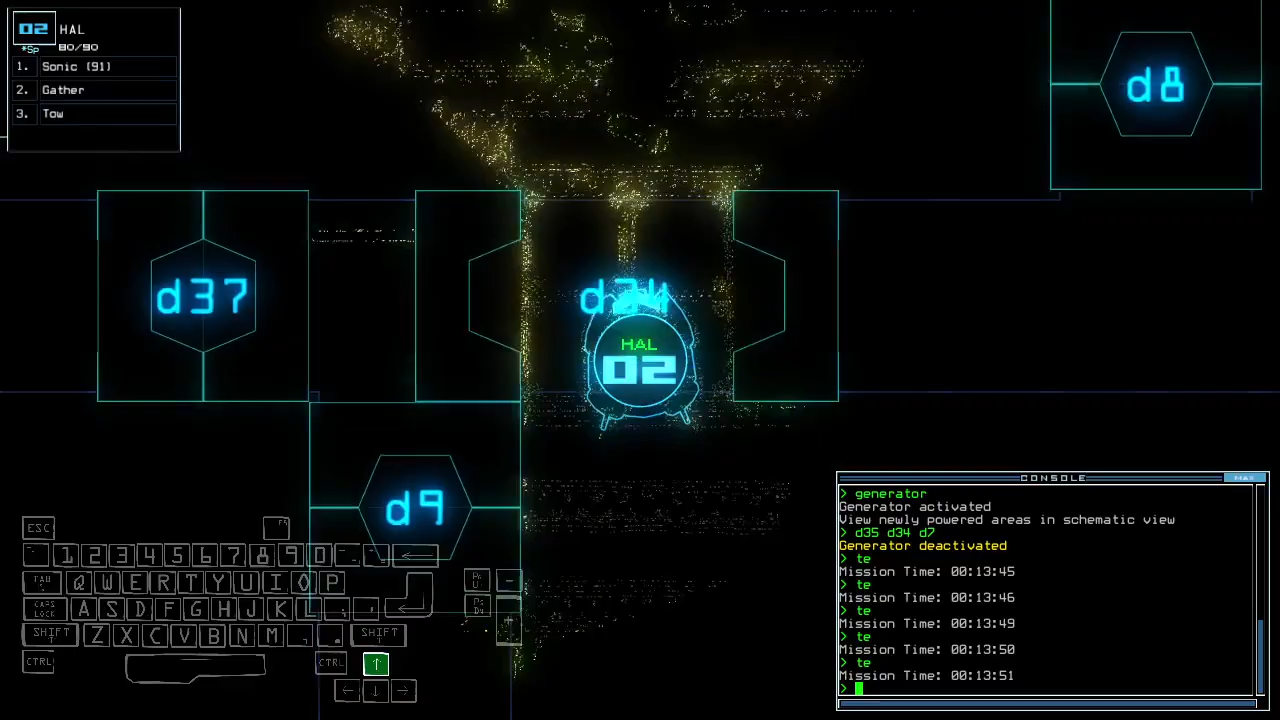 02 HAL
*Sp 80/90
1. Sonic (91)
2. Gather
3. Tow
d8
d37
d34
HAL
02
d9
CONSOLE
MAX
> generator
Generator activated
View newly powered areas in schematic view
> d35 d34 d7
Generator deactivated
> te
Mission Time: 00:13:45
> te
Mission Time: 00:13:46
> te
Mission Time: 00:13:49
> te
Mission Time: 00:13:50
> te
Mission Time: 00:13:51
>
ESC
1 2 3 4 5 6 7 8 9 0
TAB Q W E R T Y U I O P
CAPS LOCK A S D F G H J K L
SHIFT Z X C V B N M SHIFT
CTRL CTRL ↑
← ↓ →